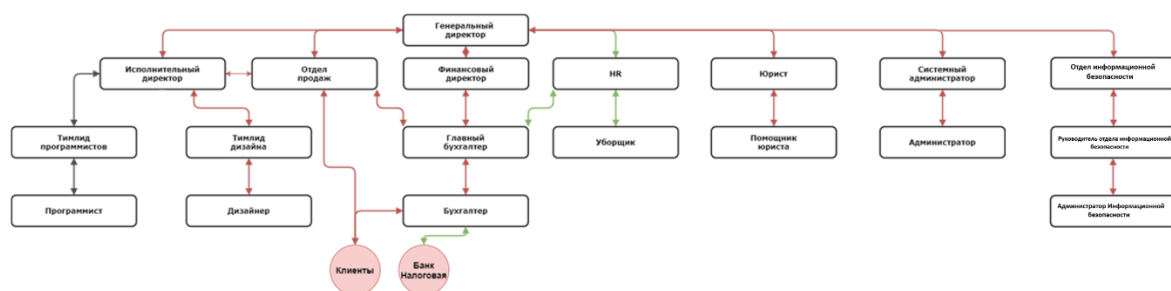 Генеральный
директор
Исполнительный
директор
Отдел
продаж
Финансовый
директор
HR
Юрист
Системный
администратор
Отдел информационной
безопасности
Тимлид
программистов
Тимлид
дизайна
Главный
бухгалтер
Уборщик
Помощник
юриста
Администратор
Руководитель отдела информационной
безопасности
Программист
Дизайнер
Бухгалтер
Администратор Информационной
безопасности
Клиенты
Банк
Налоговая